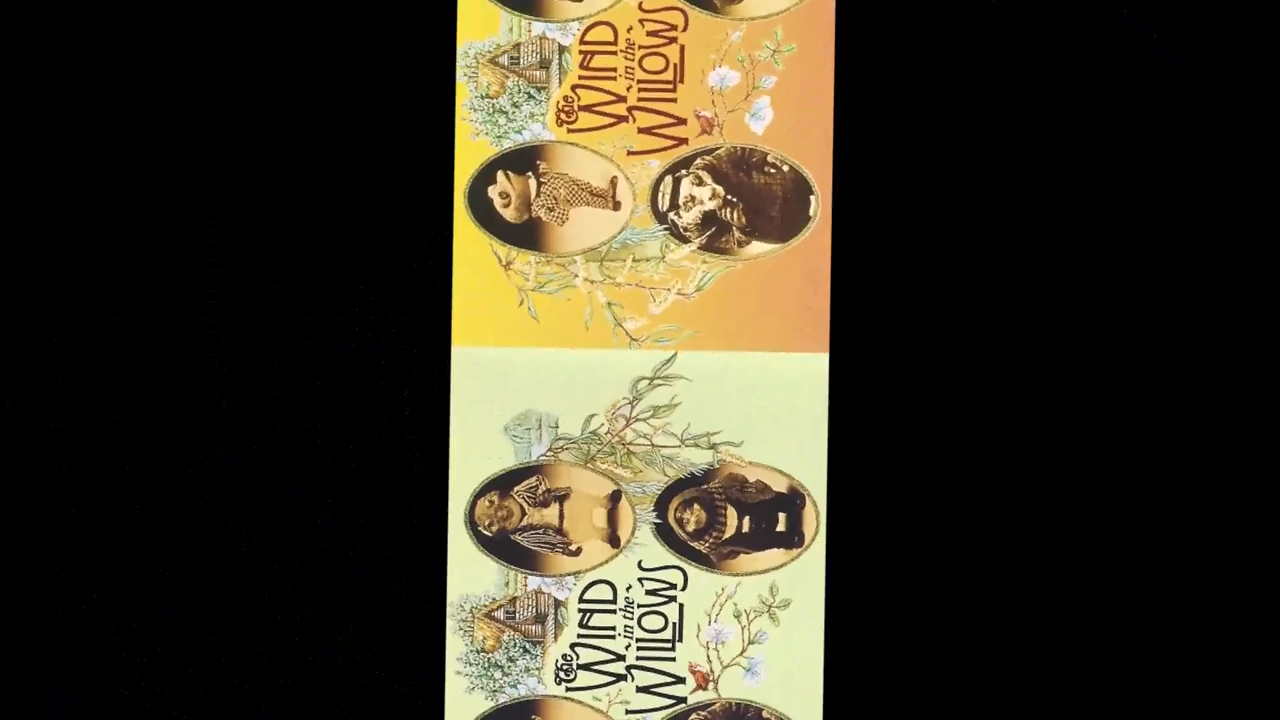 The
WIND
~in the~
WILLOWS
The
WIND
~in the~
WILLOWS